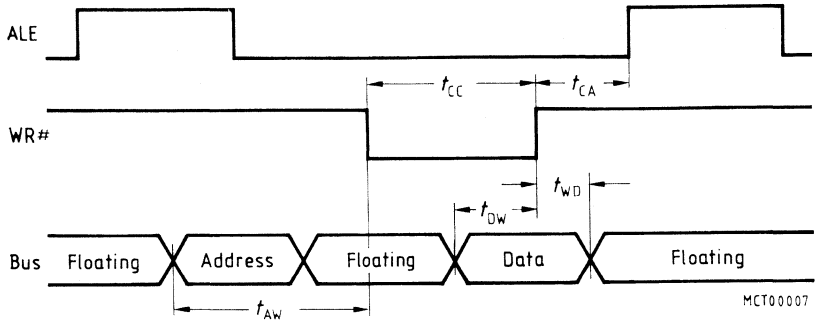 ALE
t_CC
t_CA
WR#
t_WD
t_DW
Bus
Floating
Address
Floating
Data
Floating
t_AW
MCT00007